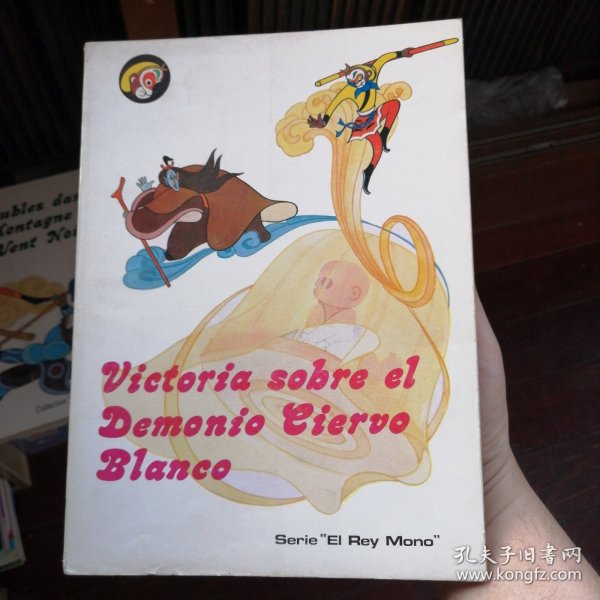 Victoria sobre el
Demonio Ciervo
Blanco
Serie "El Rey Mono"
Vent
孔夫子旧书网
www.kongfz.com